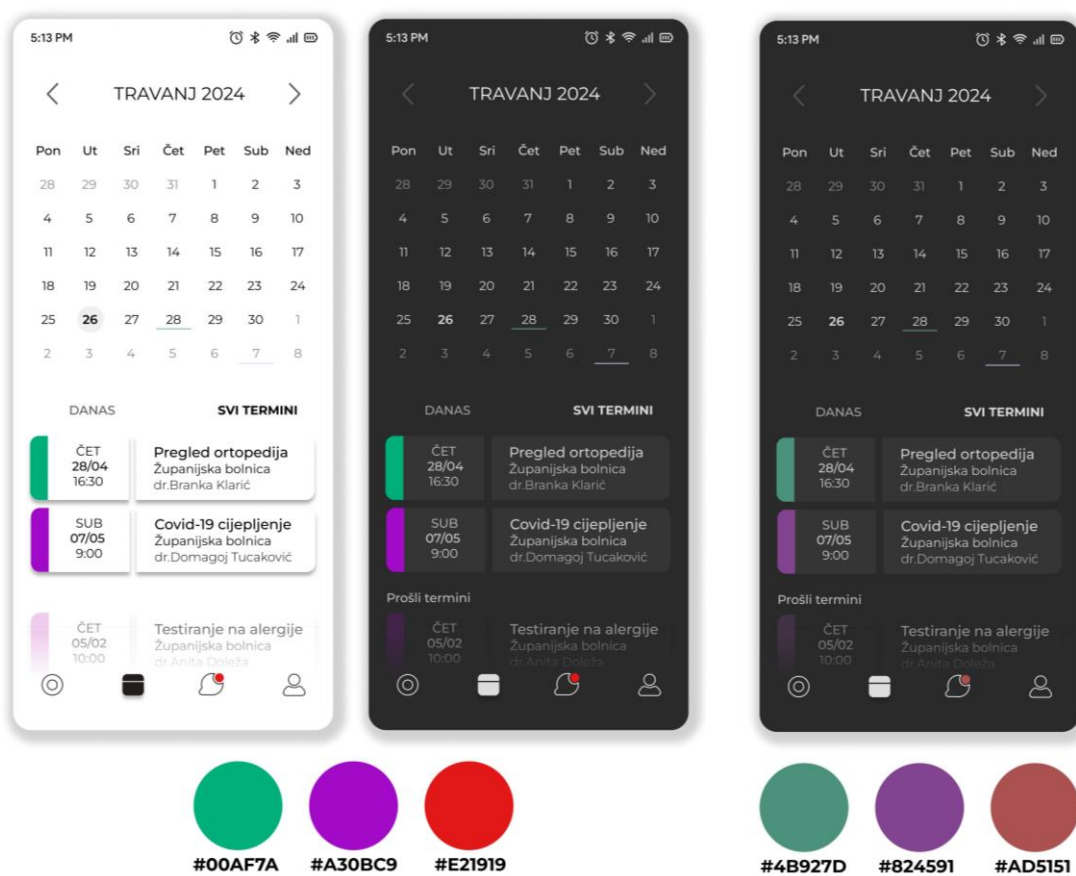 5:13 PM
TRAVANJ 2024
Pon Ut Sri Čet Pet Sub Ned
28 29 30 31 1 2 3
4 5 6 7 8 9 10
11 12 13 14 15 16 17
18 19 20 21 22 23 24
25 26 27 28 29 30 1
2 3 4 5 6 7 8
DANAS SVI TERMINI
ČET
28/04
16:30
Pregled ortopedija
Županijska bolnica
dr.Branka Klarić
SUB
07/05
9:00
Covid-19 cijepljenje
Županijska bolnica
dr.Domagoj Tucaković
ČET
05/02
10:00
Testiranje na alergije
Županijska bolnica
dr.Anita Doleža
5:13 PM
TRAVANJ 2024
Pon Ut Sri Čet Pet Sub Ned
28 29 30 31 1 2 3
4 5 6 7 8 9 10
11 12 13 14 15 16 17
18 19 20 21 22 23 24
25 26 27 28 29 30 1
2 3 4 5 6 7 8
DANAS SVI TERMINI
ČET
28/04
16:30
Pregled ortopedija
Županijska bolnica
dr.Branka Klarić
SUB
07/05
9:00
Covid-19 cijepljenje
Županijska bolnica
dr.Domagoj Tucaković
Prošli termini
ČET
05/02
10:00
Testiranje na alergije
Županijska bolnica
dr.Anita Doleža
5:13 PM
TRAVANJ 2024
Pon Ut Sri Čet Pet Sub Ned
28 29 30 31 1 2 3
4 5 6 7 8 9 10
11 12 13 14 15 16 17
18 19 20 21 22 23 24
25 26 27 28 29 30 1
2 3 4 5 6 7 8
DANAS SVI TERMINI
ČET
28/04
16:30
Pregled ortopedija
Županijska bolnica
dr.Branka Klarić
SUB
07/05
9:00
Covid-19 cijepljenje
Županijska bolnica
dr.Domagoj Tucaković
Prošli termini
ČET
05/02
10:00
Testiranje na alergije
Županijska bolnica
dr.Anita Doleža
#00AF7A #A30BC9 #E21919
#4B927D #824591 #AD5151